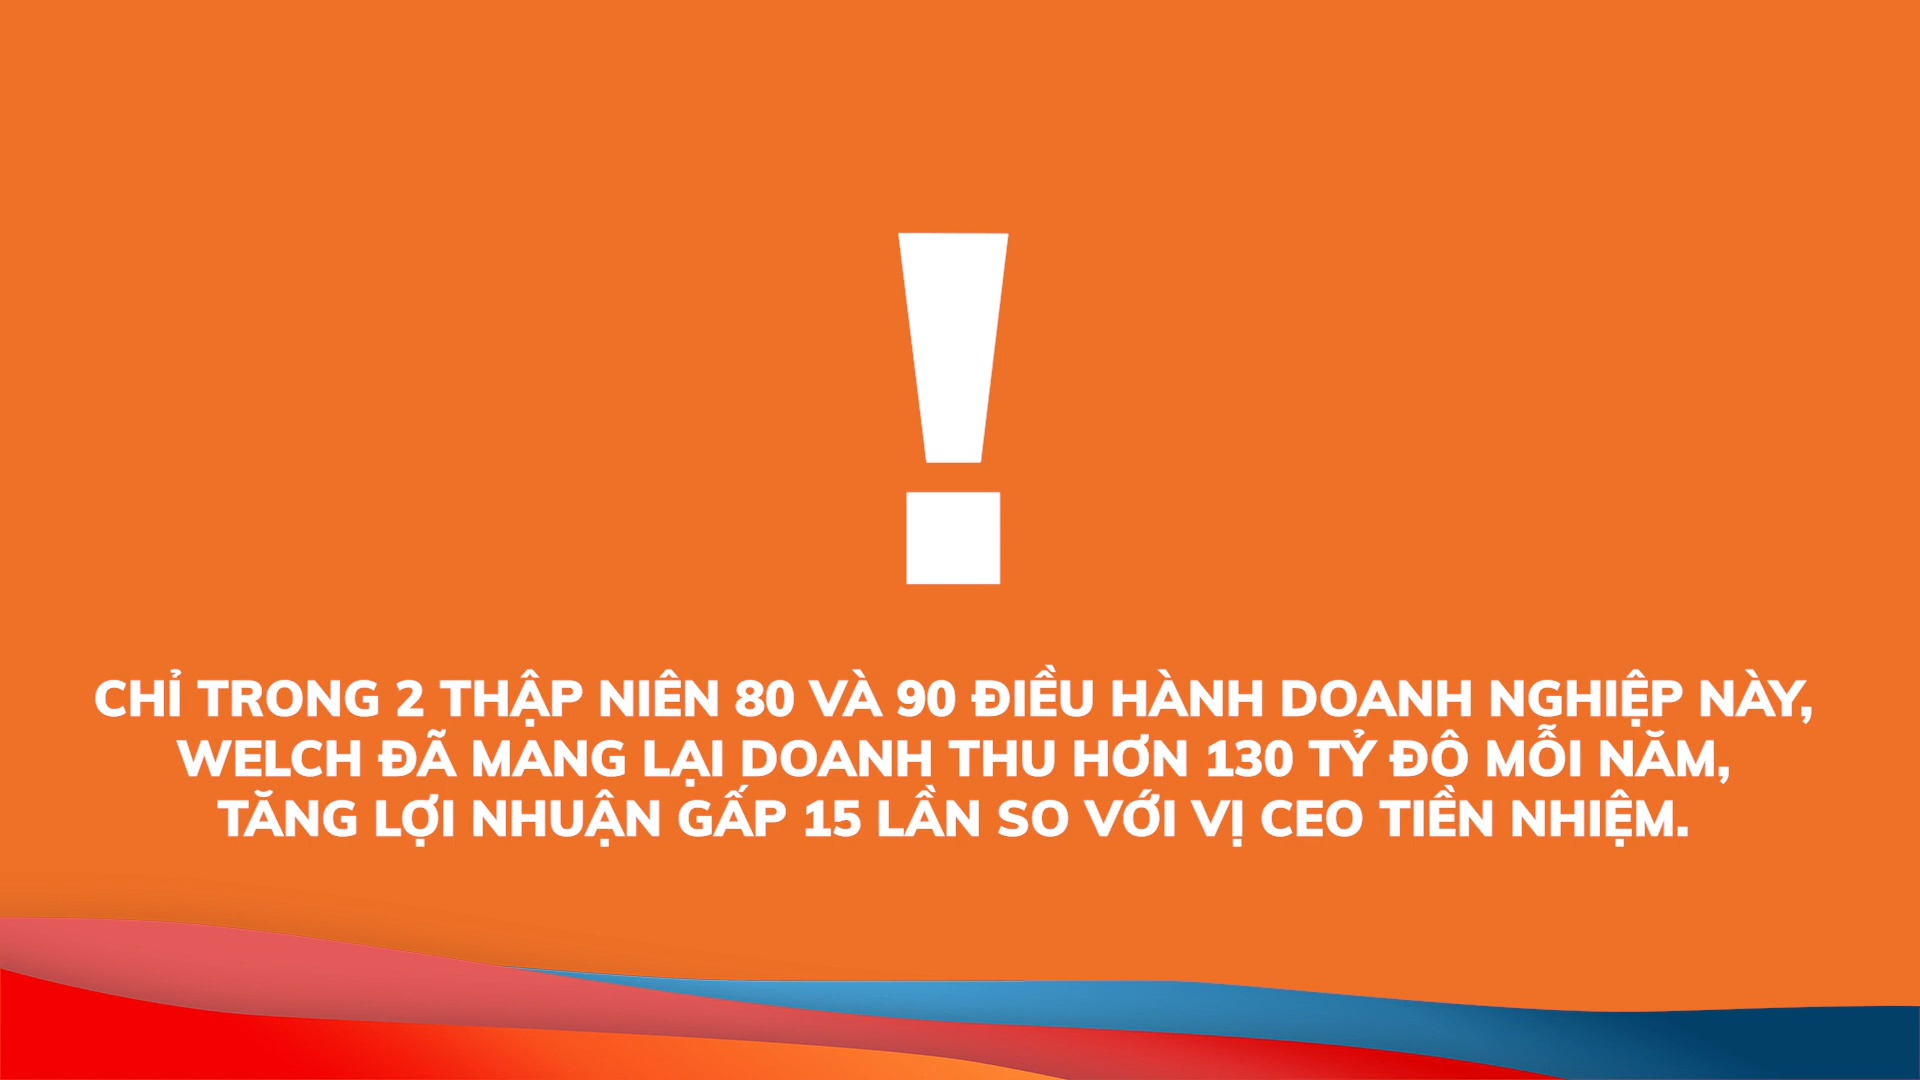 !
CHỈ TRONG 2 THẬP NIÊN 80 VÀ 90 ĐIỀU HÀNH DOANH NGHIỆP NÀY,
WELCH ĐÃ MANG LẠI DOANH THU HƠN 130 TỶ ĐÔ MỖI NĂM,
TĂNG LỢI NHUẬN GẤP 15 LẦN SO VỚI VỊ CEO TIỀN NHIỆM.